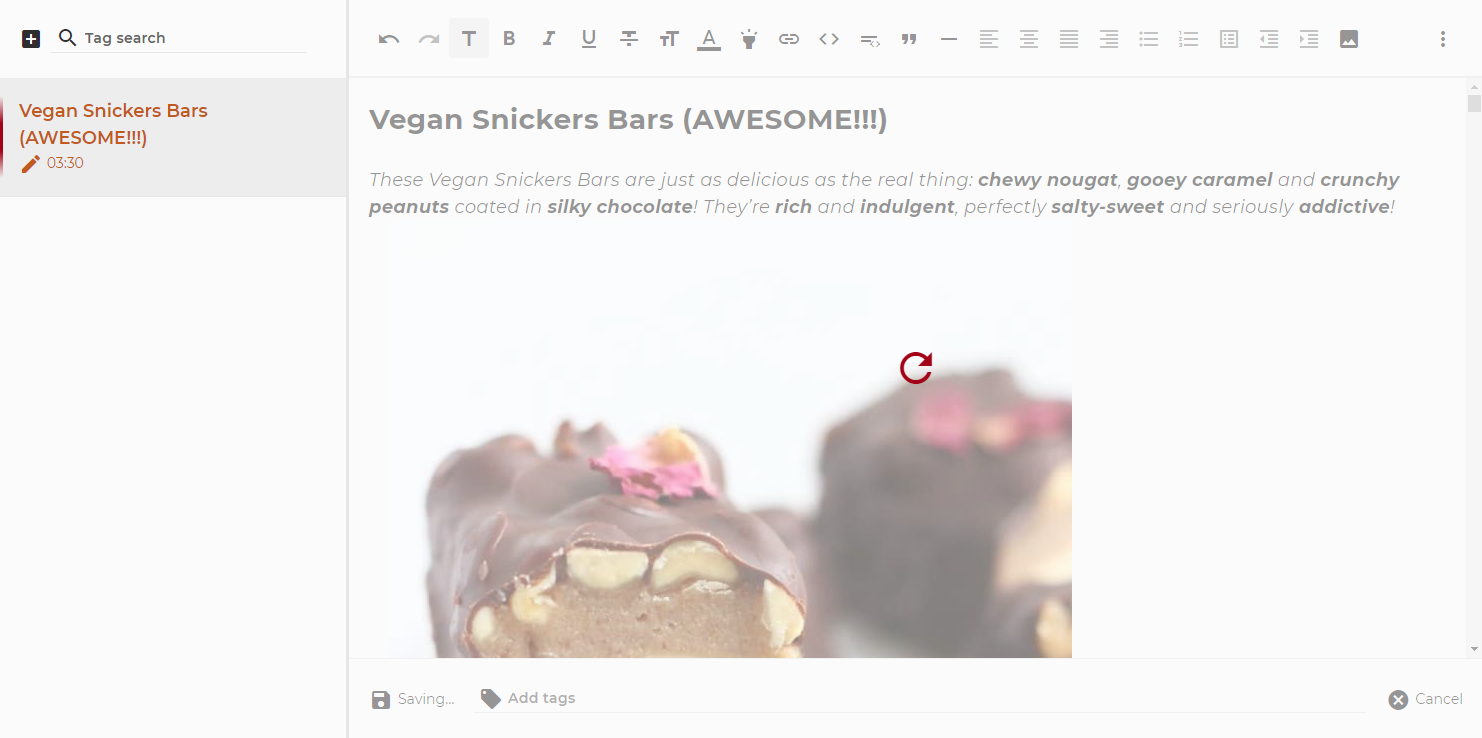 Tag search
Vegan Snickers Bars
(AWESOME!!!)
03:30
T B I U T TT A
Vegan Snickers Bars (AWESOME!!!)
These Vegan Snickers Bars are just as delicious as the real thing: chewy nougat, gooey caramel and crunchy
peanuts coated in silky chocolate! They’re rich and indulgent, perfectly salty-sweet and seriously addictive!
Saving...
Add tags
Cancel